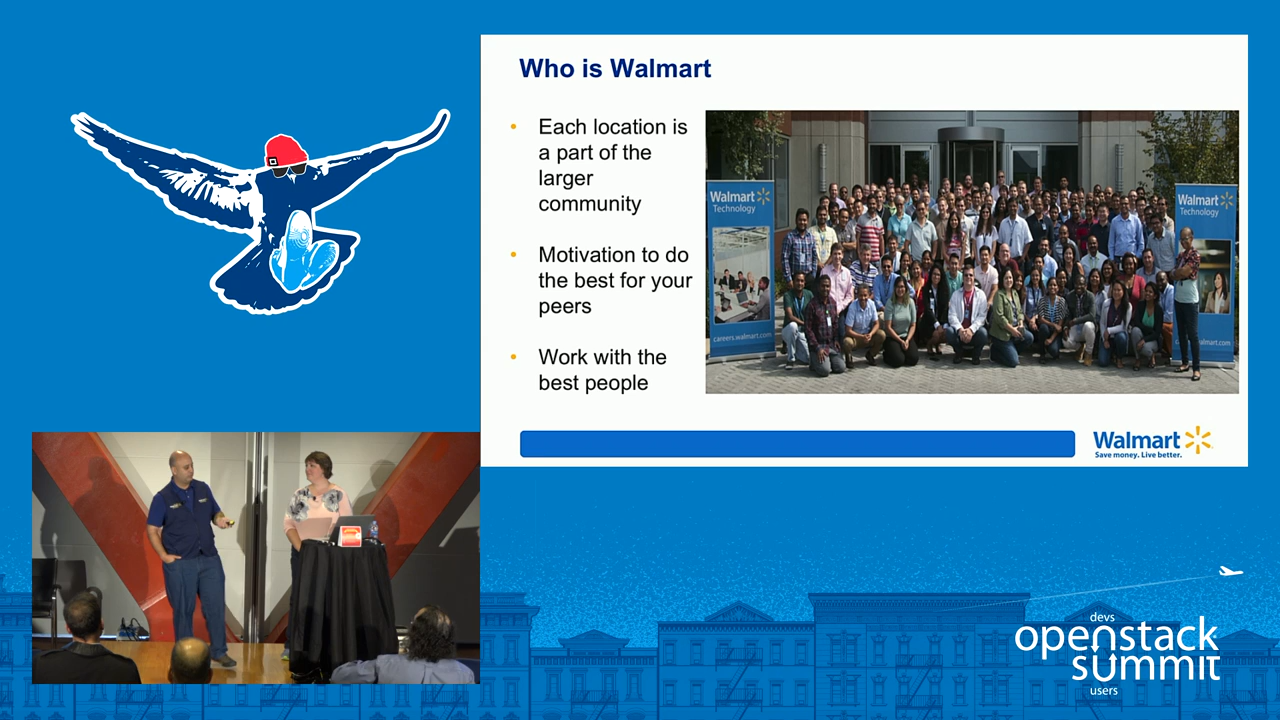 Who is Walmart
• Each location is
a part of the
larger
community
• Motivation to do
the best for your
peers
• Work with the
best people
Walmart
Technology
careers.walmart.com
Walmart
Technology
Walmart
Save money. Live better.
devs
openstack
summit
users